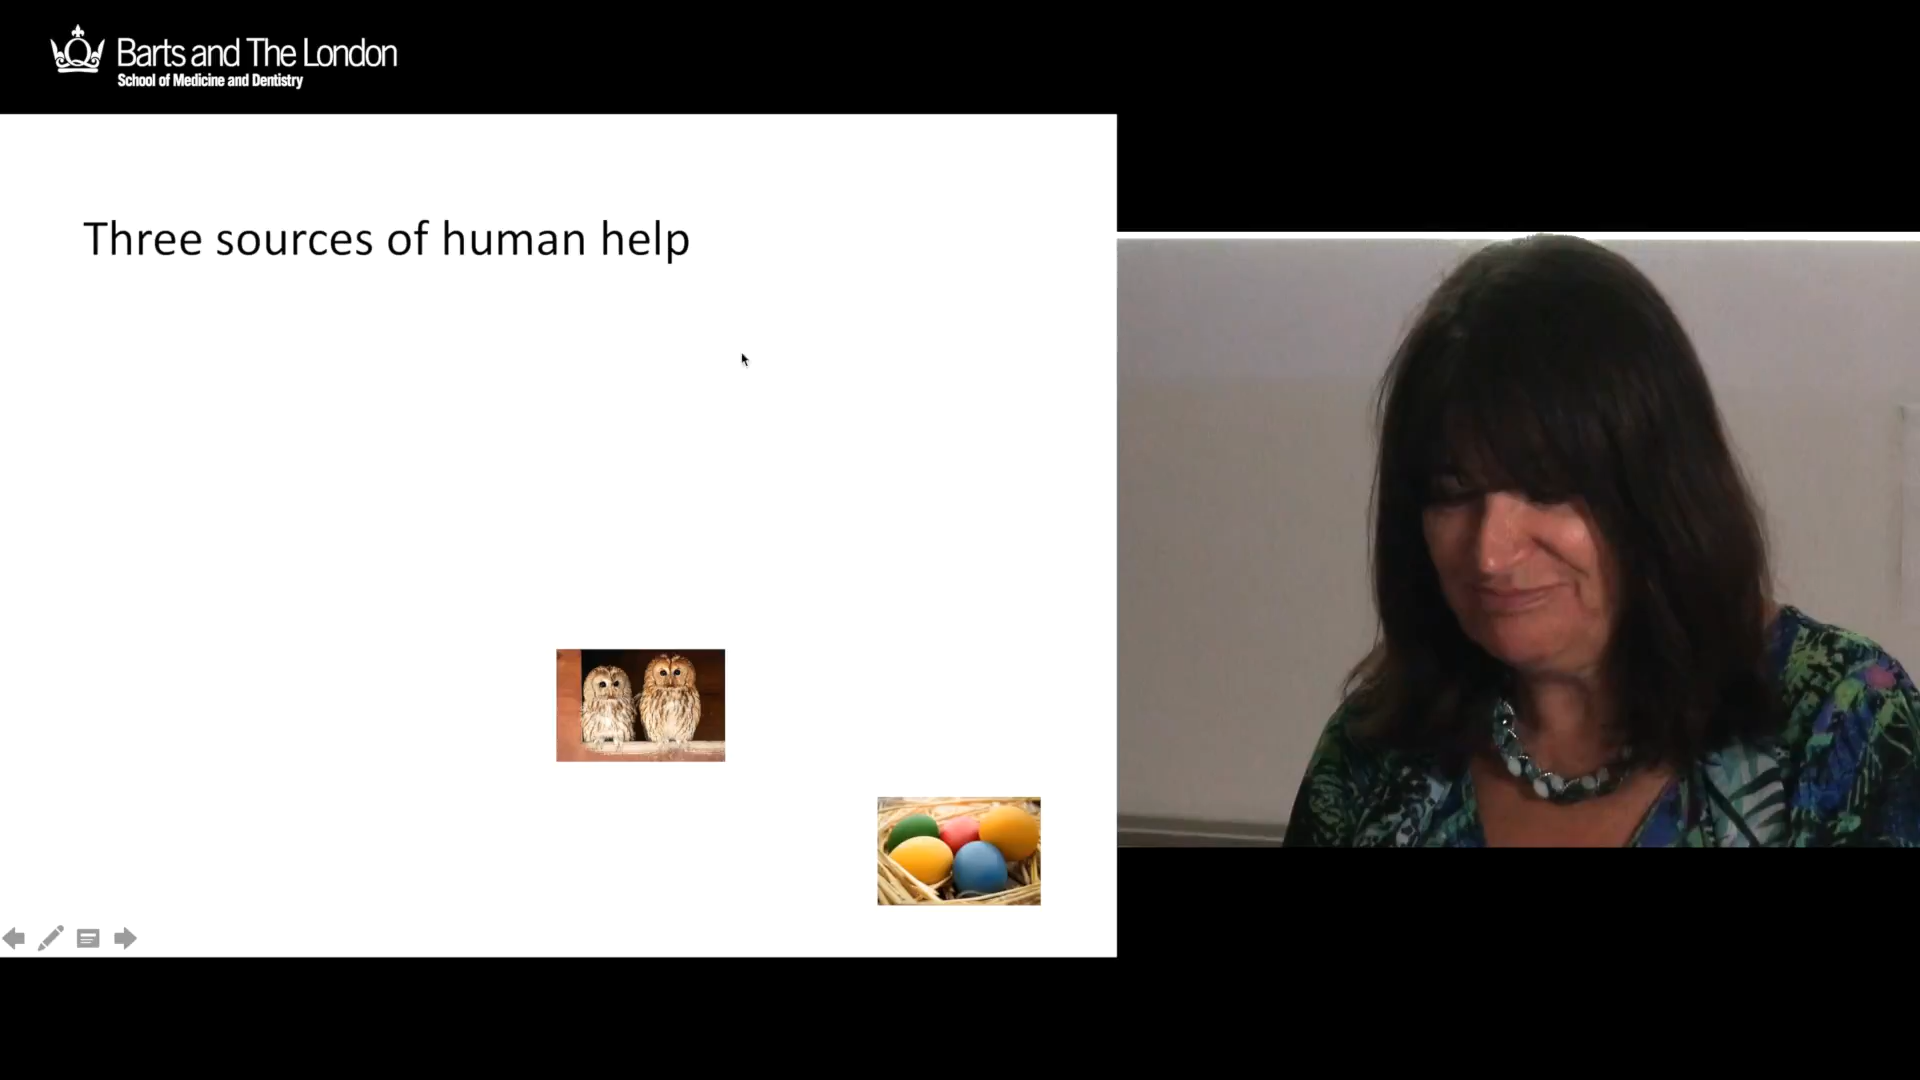 Barts and The London
School of Medicine and Dentistry
Three sources of human help